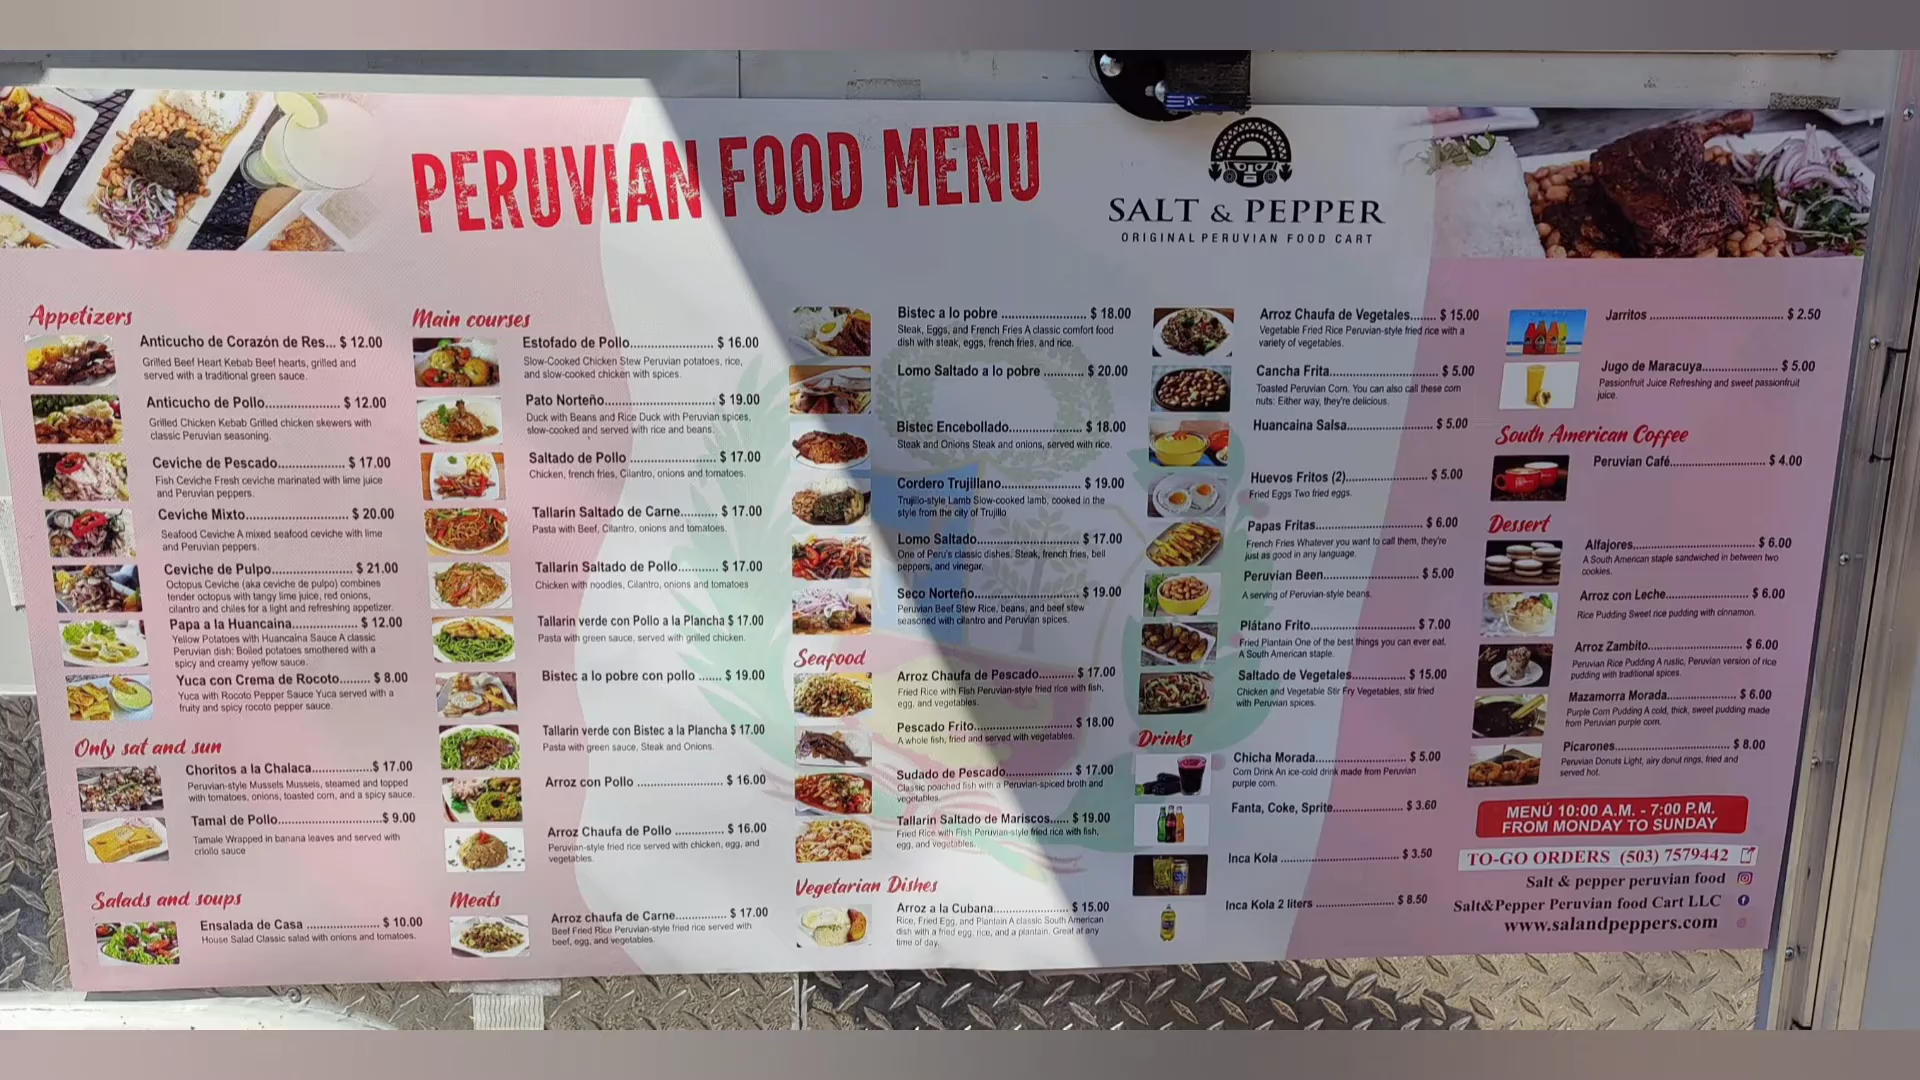 PERUVIAN FOOD MENU
SALT & PEPPER
ORIGINAL PERUVIAN FOOD CART
Appetizers
Anticucho de Corazón de Res... $ 12.00
Grilled Beef Heart Kebab Beef hearts, grilled and
served with a traditional green sauce.
Anticucho de Pollo..................... $ 12.00
Grilled Chicken Kebab Grilled chicken skewers with
classic Peruvian seasoning.
Ceviche de Pescado................. $ 17.00
Fish Ceviche Fresh ceviche marinated with lime juice
and Peruvian peppers.
Ceviche Mixto........................... $ 20.00
Seafood Ceviche A mixed seafood ceviche with lime
and Peruvian peppers.
Ceviche de Pulpo...................... $ 21.00
Octopus Ceviche (aka ceviche de pulpo) combines
tender octopus with tangy lime juice, red onions,
cilantro and chiles for a light and refreshing appetizer.
Papa a la Huancaina................. $ 12.00
Yellow Potatoes with Huancaina Sauce A classic
Peruvian dish: Boiled potatoes smothered with a
spicy and creamy yellow sauce.
Yuca con Crema de Rocoto........ $ 8.00
Yuca with Rocoto Pepper Sauce Yuca served with a
fruity and spicy rocoto pepper sauce.
Only sat and sun
Choritos a la Chalaca...............$ 17.00
Peruvian-style Mussels Mussels, steamed and topped
with tomatoes, onions, toasted corn, and a spicy sauce.
Tamal de Pollo..........................$ 9.00
Tamale Wrapped in banana leaves and served with
criolla sauce
Salads and soups
Ensalada de Casa ................... $ 10.00
House Salad Classic salad with onions and tomatoes.
Main courses
Estofado de Pollo........................ $ 16.00
Slow-Cooked Chicken Stew Peruvian potatoes, rice,
and slow-cooked chicken with spices.
Pato Norteño................................ $ 19.00
Duck with Beans and Rice Duck with Peruvian spices,
slow-cooked and served with rice and beans.
Saltado de Pollo .......................... $ 17.00
Chicken, french fries, Cilantro, onions and tomatoes.
Tallarin Saltado de Carne........... $ 17.00
Pasta with Beef, Cilantro, onions and tomatoes.
Tallarin Saltado de Pollo............. $ 17.00
Chicken with noodles, Cilantro, onions and tomatoes
Tallarin verde con Pollo a la Plancha $ 17.00
Pasta with green sauce, served with grilled chicken.
Bistec a lo pobre con pollo ...... $ 19.00
Tallarin verde con Bistec a la Plancha $ 17.00
Pasta with green sauce, Steak and Onions.
Arroz con Pollo ........................ $ 16.00
Arroz Chaufa de Pollo .............. $ 16.00
Peruvian-style fried rice served with chicken, egg, and
vegetables.
Meats
Arroz chaufa de Carne............... $ 17.00
Beef Fried Rice Peruvian-style fried rice served with
beef, egg, and vegetables.
Bistec a lo pobre ......................... $ 18.00
Steak, Eggs, and French Fries A classic comfort food
dish with steak, eggs, french fries, and rice.
Lomo Saltado a lo pobre ............ $ 20.00
Bistec Encebollado...................... $ 18.00
Steak and Onions Steak and onions, served with rice.
Cordero Trujillano........................ $ 19.00
Trujillo-style Lamb Slow-cooked lamb, cooked in the
style from the city of Trujillo
Lomo Saltado............................... $ 17.00
One of Peru's classic dishes. Steak, french fries, bell
peppers, and vinegar.
Seco Norteño............................... $ 19.00
Peruvian Beef Stew Rice, beans, and beef stew
seasoned with cilantro and Peruvian spices.
Seafood
Arroz Chaufa de Pescado........... $ 17.00
Fried Rice with Fish Peruvian-style fried rice with fish,
egg, and vegetables.
Pescado Frito.............................. $ 18.00
A whole fish, fried and served with vegetables.
Sudado de Pescado.................... $ 17.00
Classic poached fish with a Peruvian-spiced broth and
vegetables.
Tallarin Saltado de Mariscos..... $ 19.00
Fried Rice with Fish Peruvian-style fried rice with fish,
egg, and vegetables.
Vegetarian Dishes
Arroz a la Cubana....................... $ 15.00
Rice, Fried Egg, and Plantain A classic South American
dish with a fried egg, rice, and a plantain. Great at any
time of day.
Arroz Chaufa de Vegetales....... $ 15.00
Vegetable Fried Rice Peruvian-style fried rice with a
variety of vegetables.
Cancha Frita................................ $ 5.00
Toasted Peruvian Corn. You can also call these corn
nuts: Either way, they're delicious.
Huancaina Salsa......................... $ 5.00
Huevos Fritos (2)........................ $ 5.00
Fried Eggs Two fried eggs.
Papas Fritas................................ $ 6.00
French Fries Whatever you want to call them, they're
just as good in any language.
Peruvian Been............................. $ 5.00
A serving of Peruvian-style beans.
Plátano Frito................................ $ 7.00
Fried Plantain One of the best things you can ever eat.
A South American staple.
Saltado de Vegetales................ $ 15.00
Chicken and Vegetable Stir Fry Vegetables, stir fried
with Peruvian spices.
Drinks
Chicha Morada........................... $ 5.00
Corn Drink An ice-cold drink made from Peruvian
purple corn.
Fanta, Coke, Sprite..................... $ 3.60
Inca Kola ................................... $ 3.50
Inca Kola 2 liters ....................... $ 8.50
Jarritos ........................................ $ 2.50
Jugo de Maracuya...................... $ 5.00
Passionfruit Juice Refreshing and sweet passionfruit
juice.
South American Coffee
Peruvian Café............................ $ 4.00
Dessert
Alfajores.................................... $ 6.00
A South American staple sandwiched in between two
cookies.
Arroz con Leche......................... $ 6.00
Rice Pudding Sweet rice pudding with cinnamon.
Arroz Zambito............................ $ 6.00
Peruvian Rice Pudding A rustic, Peruvian version of rice
pudding with traditional spices.
Mazamorra Morada..................... $ 6.00
Purple Corn Pudding A cold, thick, sweet pudding made
from Peruvian purple corn.
Picarones................................... $ 8.00
Peruvian Donuts Light, airy donut rings, fried and
served hot.
MENÚ 10:00 A.M. - 7:00 P.M.
FROM MONDAY TO SUNDAY
TO-GO ORDERS (503) 7579442
Salt & pepper peruvian food
Salt&Pepper Peruvian food Cart LLC
www.salandpeppers.com